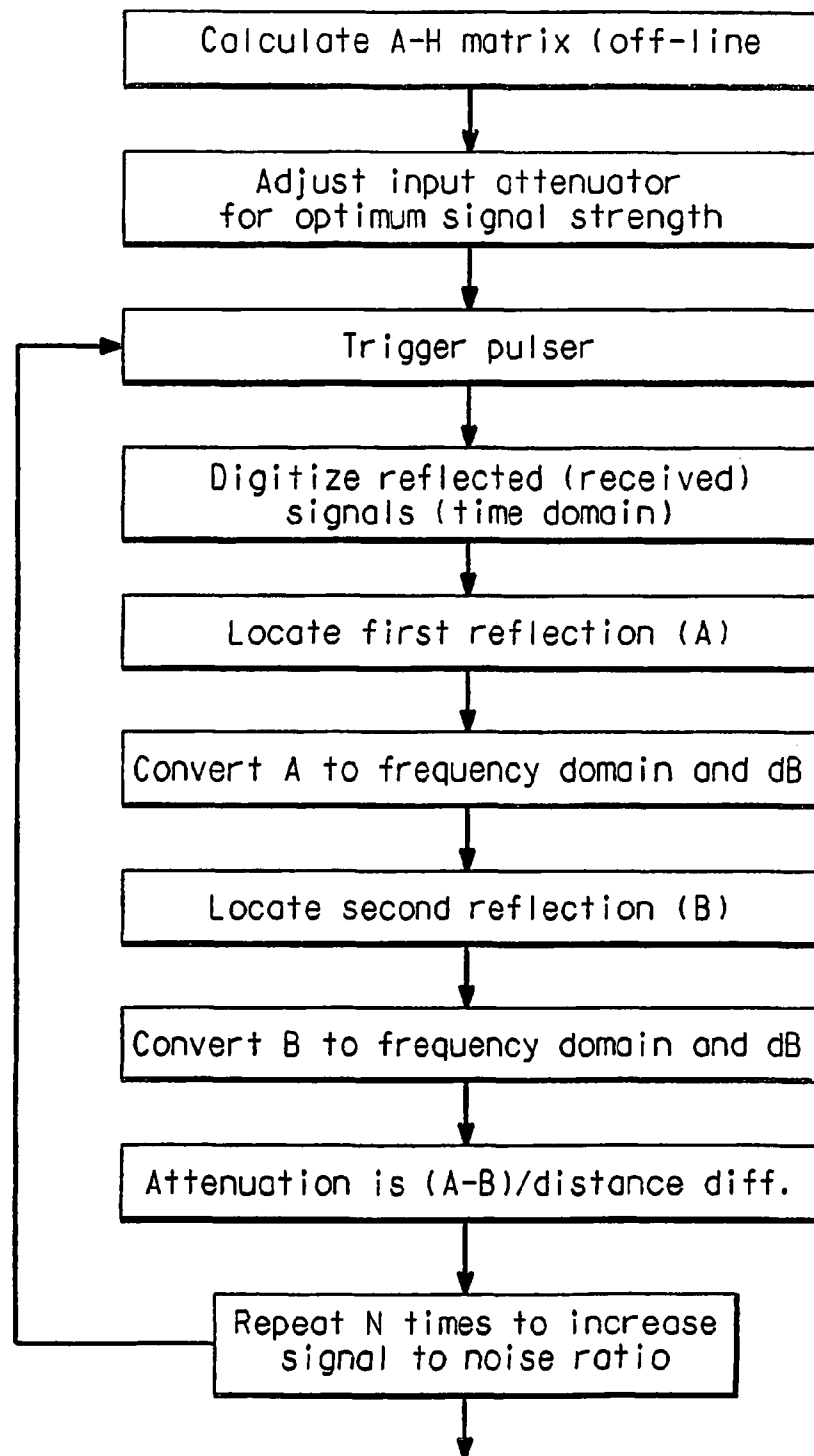 Calculate A-H matrix (off-line
Adjust input attenuator
for optimum signal strength
Trigger pulser
Digitize reflected (received)
signals (time domain)
Locate first reflection (A)
Convert A to frequency domain and dB
Locate second reflection (B)
Convert B to frequency domain and dB
Attenuation is (A-B)/distance diff.
Repeat N times to increase
signal to noise ratio